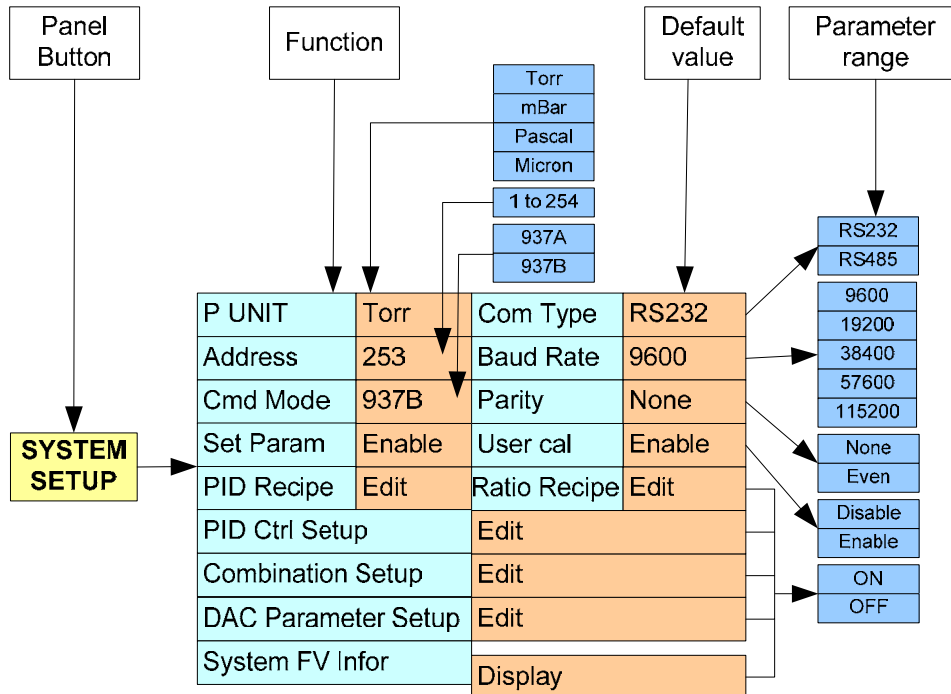 Panel
Button
Function
Default
value
Parameter
range
Torr
mBar
Pascal
Micron
1 to 254
937A
937B
RS232
RS485
9600
19200
38400
57600
115200
None
Even
Disable
Enable
ON
OFF
SYSTEM
SETUP
P UNIT Torr Com Type RS232
Address 253 Baud Rate 9600
Cmd Mode 937B Parity None
Set Param Enable User cal Enable
PID Recipe Edit Ratio Recipe Edit
PID Ctrl Setup Edit
Combination Setup Edit
DAC Parameter Setup Edit
System FV Infor Display